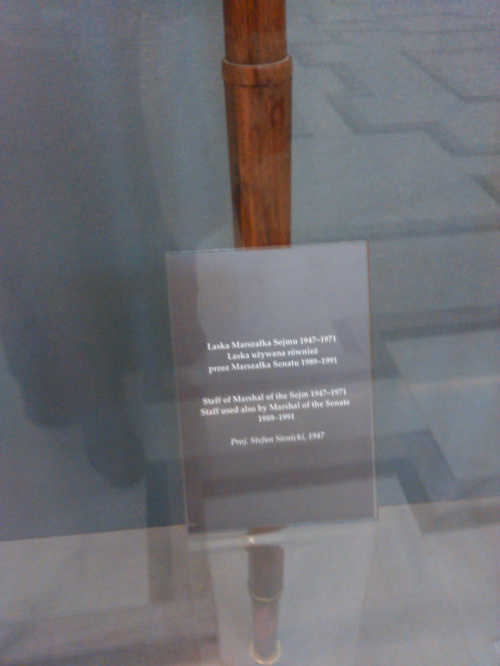 Laska Marszałka Sejmu 1947–1971
Laska używana również
przez Marszałka Senatu 1989–1991
Staff of Marshal of the Sejm 1947–1971
Staff used also by Marshal of the Senate
1989–1991
Proj. Stefan Sienicki, 1947